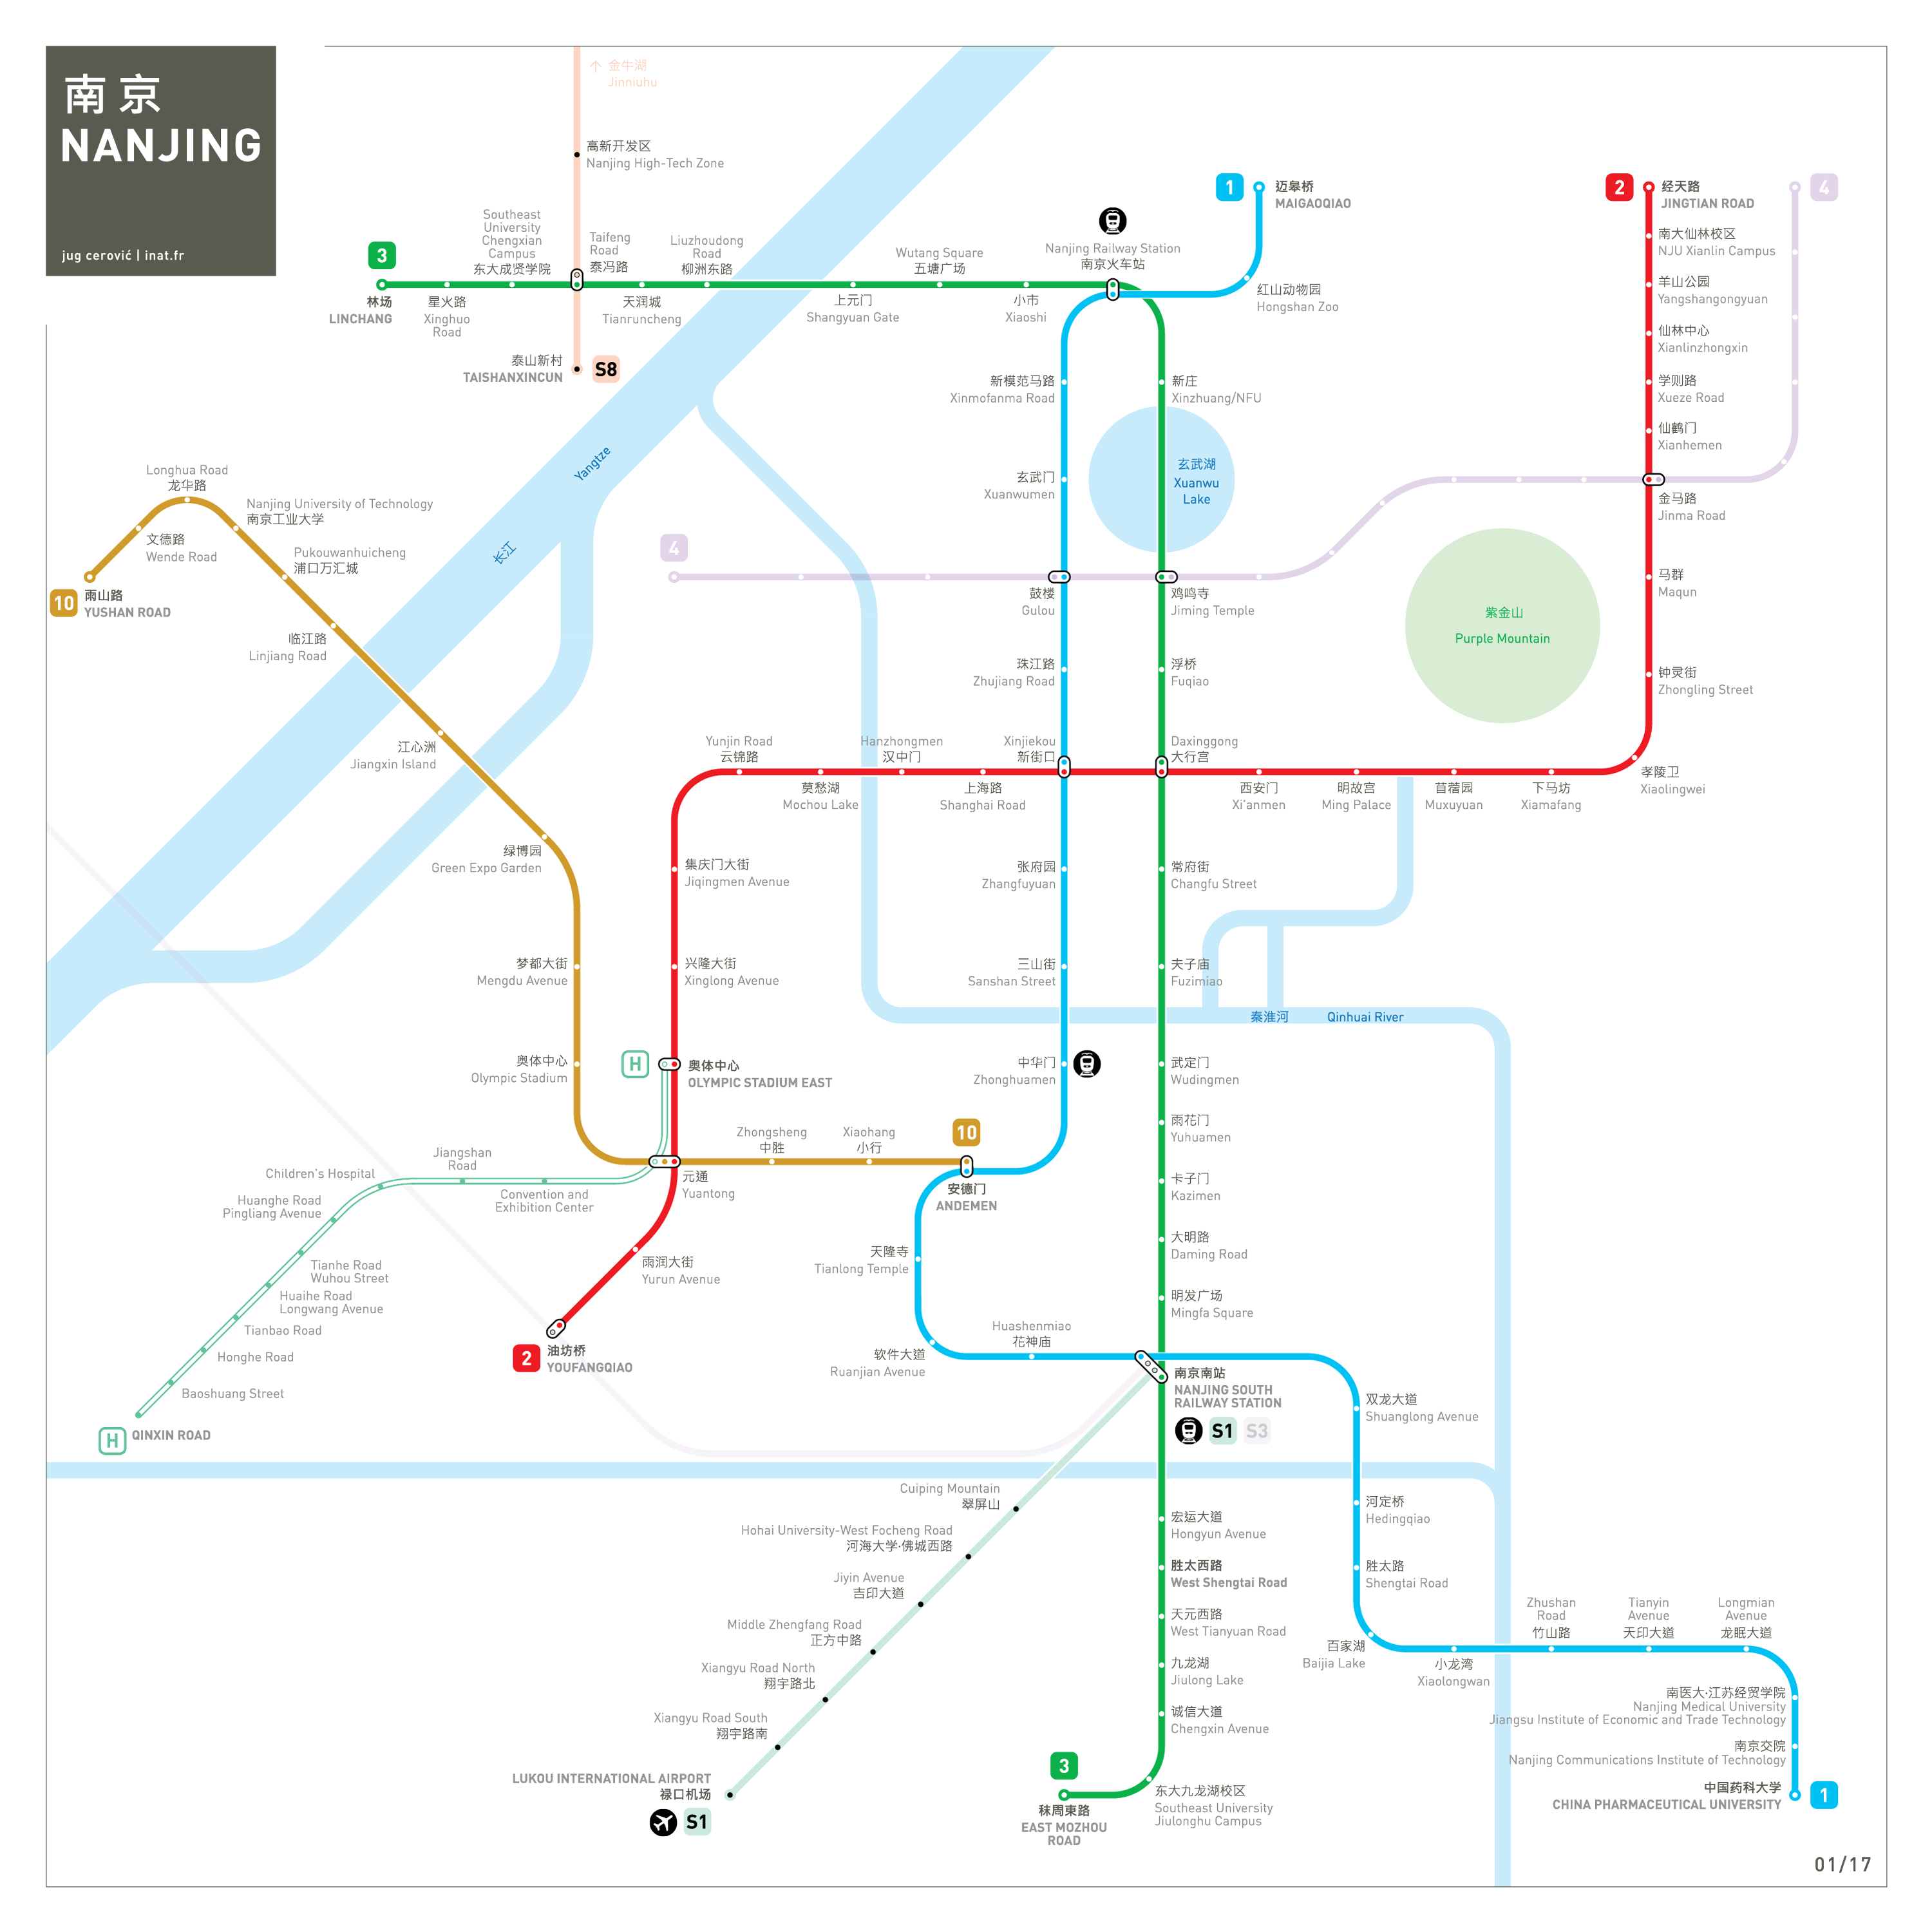 南京
NANJING
jug cerović | inat.fr
↑ 金牛湖
Jinniuhu
高新开发区
Nanjing High-Tech Zone
3
林场
LINCHANG
星火路
Xinghuo
Road
Southeast
University
Chengxian
Campus
东大成贤学院
Taifeng
Road
泰冯路
天润城
Tianruncheng
Liuzhoudong
Road
柳洲东路
上元门
Shangyuan Gate
Wutang Square
五塘广场
小市
Xiaoshi
Nanjing Railway Station
南京火车站
泰山新村
TAISHANXINCUN
S8
1
迈皋桥
MAIGAOQIAO
红山动物园
Hongshan Zoo
2
经天路
JINGTIAN ROAD
4
南大仙林校区
NJU Xianlin Campus
羊山公园
Yangshangongyuan
仙林中心
Xianlinzhongxin
学则路
Xueze Road
仙鹤门
Xianhemen
金马路
Jinma Road
马群
Maqun
钟灵街
Zhongling Street
孝陵卫
Xiaolingwei
新模范马路
Xinmofanma Road
新庄
Xinzhuang/NFU
玄武门
Xuanwumen
玄武湖
Xuanwu
Lake
4
鼓楼
Gulou
鸡鸣寺
Jiming Temple
紫金山
Purple Mountain
珠江路
Zhujiang Road
浮桥
Fuqiao
Yangtze
长江
Longhua Road
龙华路
Nanjing University of Technology
南京工业大学
文德路
Wende Road
Pukouwanhuicheng
浦口万汇城
10
雨山路
YUSHAN ROAD
临江路
Linjiang Road
江心洲
Jiangxin Island
绿博园
Green Expo Garden
梦都大街
Mengdu Avenue
奥体中心
Olympic Stadium
Yunjin Road
云锦路
莫愁湖
Mochou Lake
Hanzhongmen
汉中门
上海路
Shanghai Road
Xinjiekou
新街口
Daxinggong
大行宫
西安门
Xi'anmen
明故宫
Ming Palace
苜蓿园
Muxuyuan
下马坊
Xiamafang
集庆门大街
Jiqingmen Avenue
兴隆大街
Xinglong Avenue
张府园
Zhangfuyuan
常府街
Changfu Street
三山街
Sanshan Street
夫子庙
Fuzimiao
秦淮河
Qinhuai River
H
奥体中心
OLYMPIC STADIUM EAST
中华门
Zhonghuamen
武定门
Wudingmen
雨花门
Yuhuamen
卡子门
Kazimen
大明路
Daming Road
明发广场
Mingfa Square
Zhongsheng
中胜
Xiaohang
小行
10
安德门
ANDEMEN
元通
Yuantong
雨润大街
Yurun Avenue
2
油坊桥
YOUFANGQIAO
Jiangshan
Road
Convention and
Exhibition Center
Children's Hospital
Huanghe Road
Pingliang Avenue
Tianhe Road
Wuhou Street
Huaihe Road
Longwang Avenue
Tianbao Road
Honghe Road
Baoshuang Street
H
QINXIN ROAD
天隆寺
Tianlong Temple
软件大道
Ruanjian Avenue
Huashenmiao
花神庙
南京南站
NANJING SOUTH
RAILWAY STATION
S1
S3
双龙大道
Shuanglong Avenue
河定桥
Hedingqiao
胜太路
Shengtai Road
百家湖
Baijia Lake
小龙湾
Xiaolongwan
Zhushan
Road
竹山路
Tianyin
Avenue
天印大道
Longmian
Avenue
龙眠大道
南医大·江苏经贸学院
Nanjing Medical University
Jiangsu Institute of Economic and Trade Technology
南京交院
Nanjing Communications Institute of Technology
中国药科大学
CHINA PHARMACEUTICAL UNIVERSITY
1
宏运大道
Hongyun Avenue
胜太西路
West Shengtai Road
天元西路
West Tianyuan Road
九龙湖
Jiulong Lake
诚信大道
Chengxin Avenue
东大九龙湖校区
Southeast University
Jiulonghu Campus
3
秣周東路
EAST MOZHOU
ROAD
Cuiping Mountain
翠屏山
Hohai University-West Focheng Road
河海大学·佛城西路
Jiyin Avenue
吉印大道
Middle Zhengfang Road
正方中路
Xiangyu Road North
翔宇路北
Xiangyu Road South
翔宇路南
LUKOU INTERNATIONAL AIRPORT
禄口机场
S1
01/17